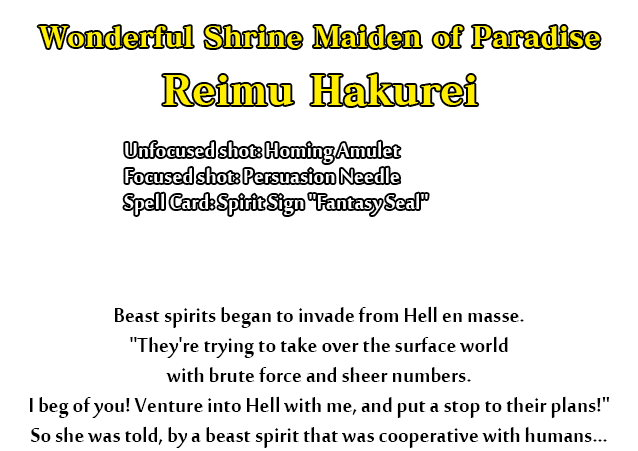 Wonderful Shrine Maiden of Paradise
Reimu Hakurei
Unfocused shot: Homing Amulet
Focused shot: Persuasion Needle
Spell Card: Spirit Sign "Fantasy Seal"
Beast spirits began to invade from Hell en masse.
"They're trying to take over the surface world
with brute force and sheer numbers.
I beg of you! Venture into Hell with me, and put a stop to their plans!"
So she was told, by a beast spirit that was cooperative with humans...